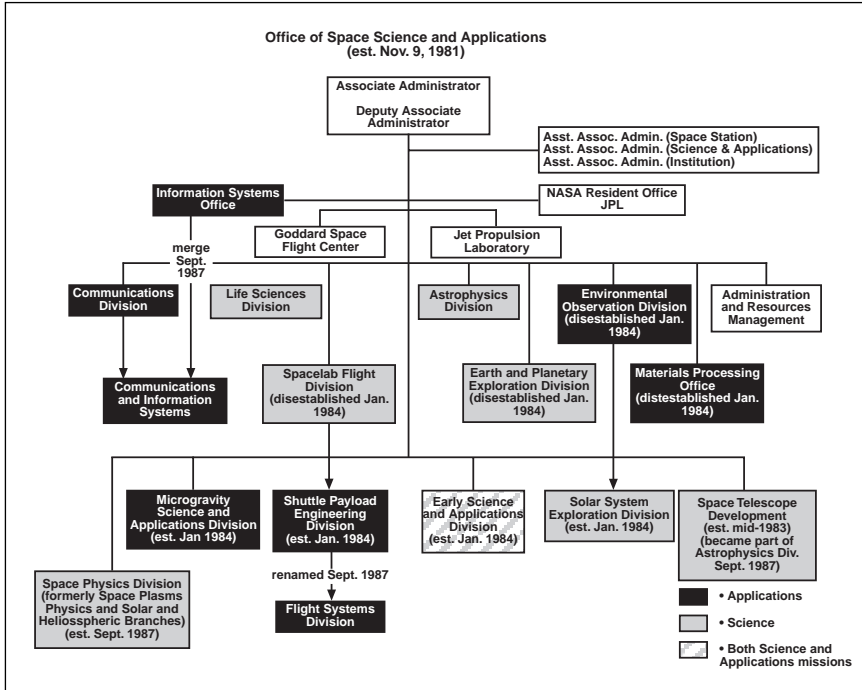 Office of Space Science and Applications
(est. Nov. 9, 1981)
Associate Administrator
Deputy Associate
Administrator
Asst. Assoc. Admin. (Space Station)
Asst. Assoc. Admin. (Science & Applications)
Asst. Assoc. Admin. (Institution)
Information Systems
Office
NASA Resident Office
JPL
Goddard Space
Flight Center
Jet Propulsion
Laboratory
merge
Sept.
1987
Communications
Division
Life Sciences
Division
Astrophysics
Division
Environmental
Observation Division
(disestablished Jan.
1984)
Administration
and Resources
Management
Communications
and Information
Systems
Spacelab Flight
Division
(disestablished Jan.
1984)
Earth and Planetary
Exploration Division
(disestablished Jan.
1984)
Materials Processing
Office
(distestablished Jan.
1984)
Microgravity
Science and
Applications Division
(est. Jan 1984)
Shuttle Payload
Engineering
Division
(est. Jan. 1984)
Early Science
and Applications
Division
(est. Jan. 1984)
Solar System
Exploration Division
(est. Jan. 1984)
Space Telescope
Development
(est. mid-1983)
(became part of
Astrophysics Div.
Sept. 1987)
Space Physics Division
(formerly Space Plasms
Physics and Solar and
Heliosspheric Branches)
(est. Sept. 1987)
renamed Sept. 1987
Flight Systems
Division
• Applications
• Science
• Both Science and
Applications missions